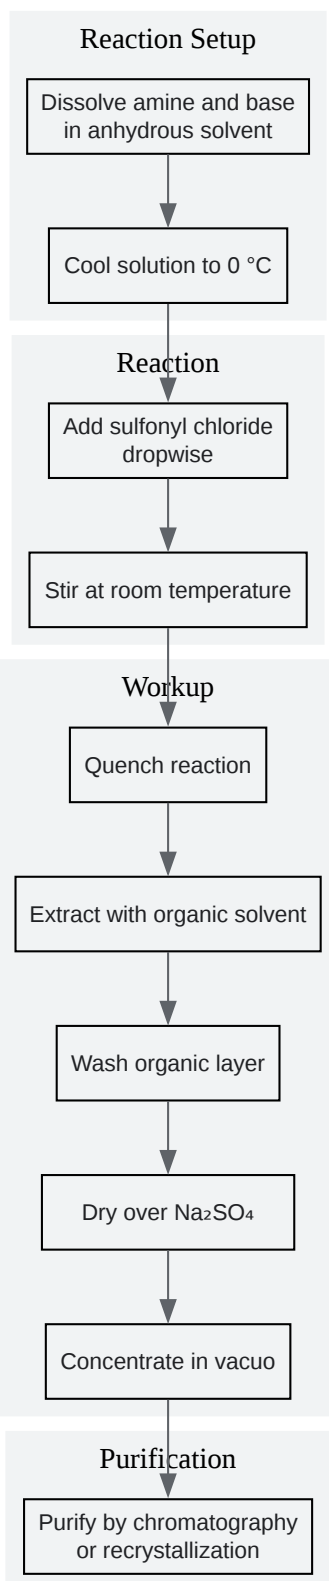 Reaction Setup
Dissolve amine and base
in anhydrous solvent
Cool solution to 0 °C
Reaction
Add sulfonyl chloride
dropwise
Stir at room temperature
Workup
Quench reaction
Extract with organic solvent
Wash organic layer
Dry over Na₂SO₄
Concentrate in vacuo
Purification
Purify by chromatography
or recrystallization